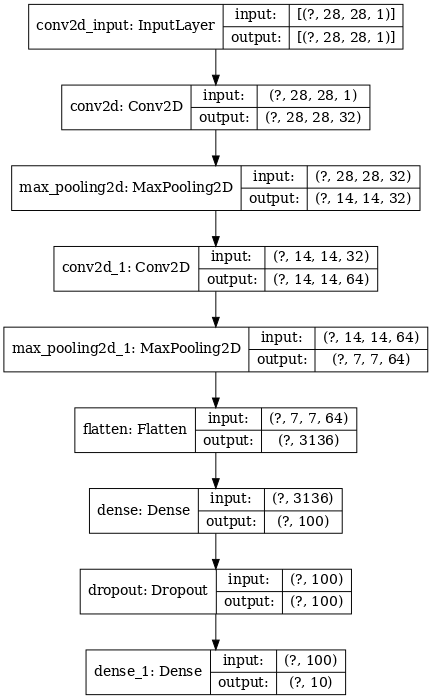 conv2d_input: InputLayer
input:
[(?, 28, 28, 1)]
output:
[(?, 28, 28, 1)]
conv2d: Conv2D
input:
(?, 28, 28, 1)
output:
(?, 28, 28, 32)
max_pooling2d: MaxPooling2D
input:
(?, 28, 28, 32)
output:
(?, 14, 14, 32)
conv2d_1: Conv2D
input:
(?, 14, 14, 32)
output:
(?, 14, 14, 64)
max_pooling2d_1: MaxPooling2D
input:
(?, 14, 14, 64)
output:
(?, 7, 7, 64)
flatten: Flatten
input:
(?, 7, 7, 64)
output:
(?, 3136)
dense: Dense
input:
(?, 3136)
output:
(?, 100)
dropout: Dropout
input:
(?, 100)
output:
(?, 100)
dense_1: Dense
input:
(?, 100)
output:
(?, 10)